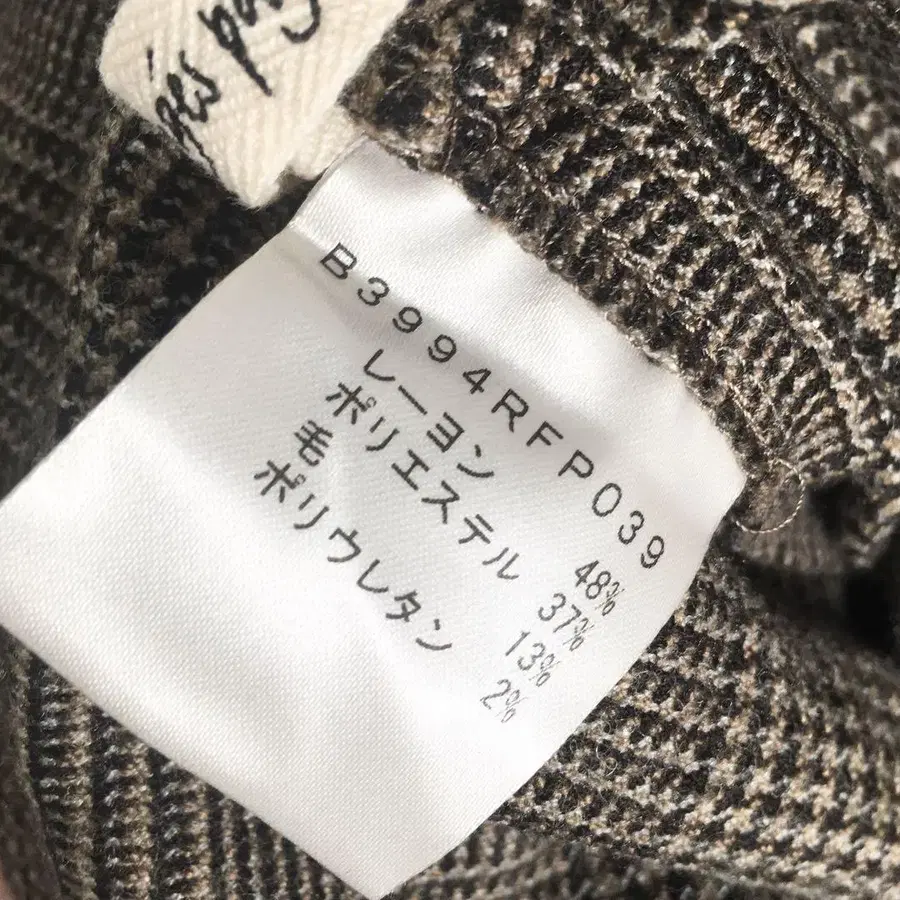 B3994RFP039
レーヨン 48%
ポリエステル 37%
毛 13%
ポリウレタン 2%